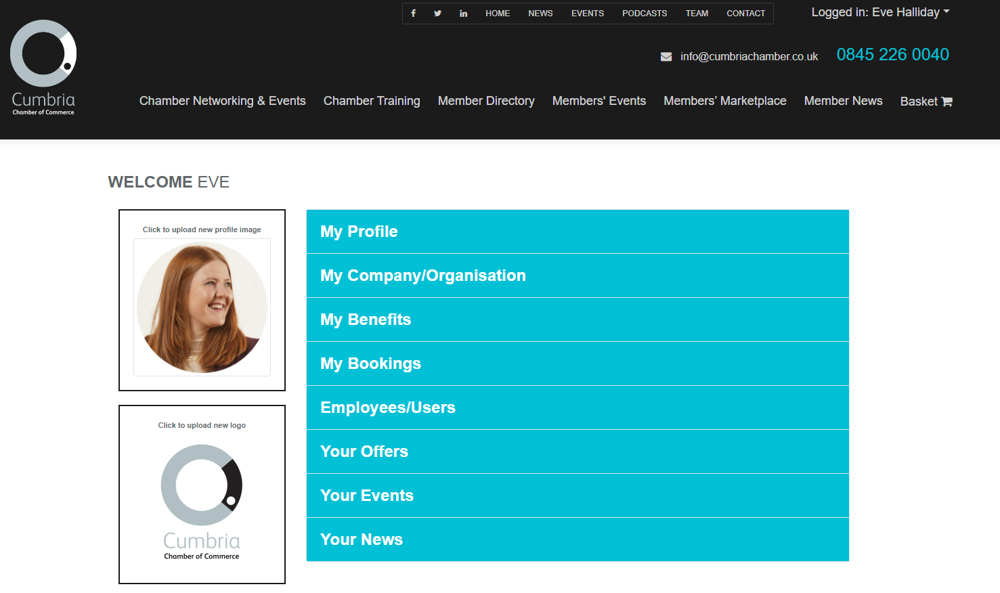 HOME NEWS EVENTS PODCASTS TEAM CONTACT
Logged in: Eve Halliday
info@cumbriachamber.co.uk 0845 226 0040
Cumbria
Chamber of Commerce
Chamber Networking & Events Chamber Training Member Directory Members' Events Members’ Marketplace Member News Basket
WELCOME EVE
Click to upload new profile image
Click to upload new logo
Cumbria
Chamber of Commerce
My Profile
My Company/Organisation
My Benefits
My Bookings
Employees/Users
Your Offers
Your Events
Your News